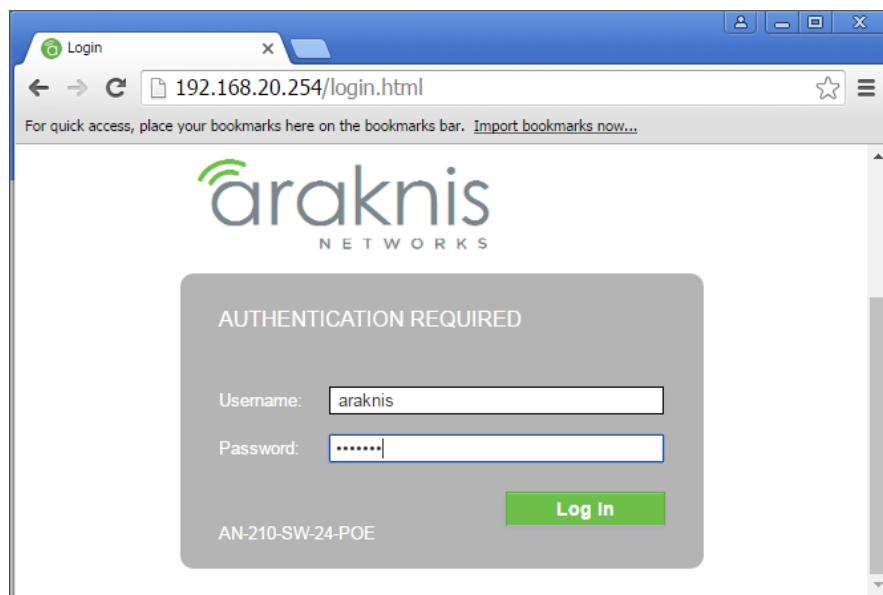 Login
192.168.20.254/login.html
For quick access, place your bookmarks here on the bookmarks bar. Import bookmarks now...
araknis
NETWORKS
AUTHENTICATION REQUIRED
Username: araknis
Password: •••••••
Log In
AN-210-SW-24-POE